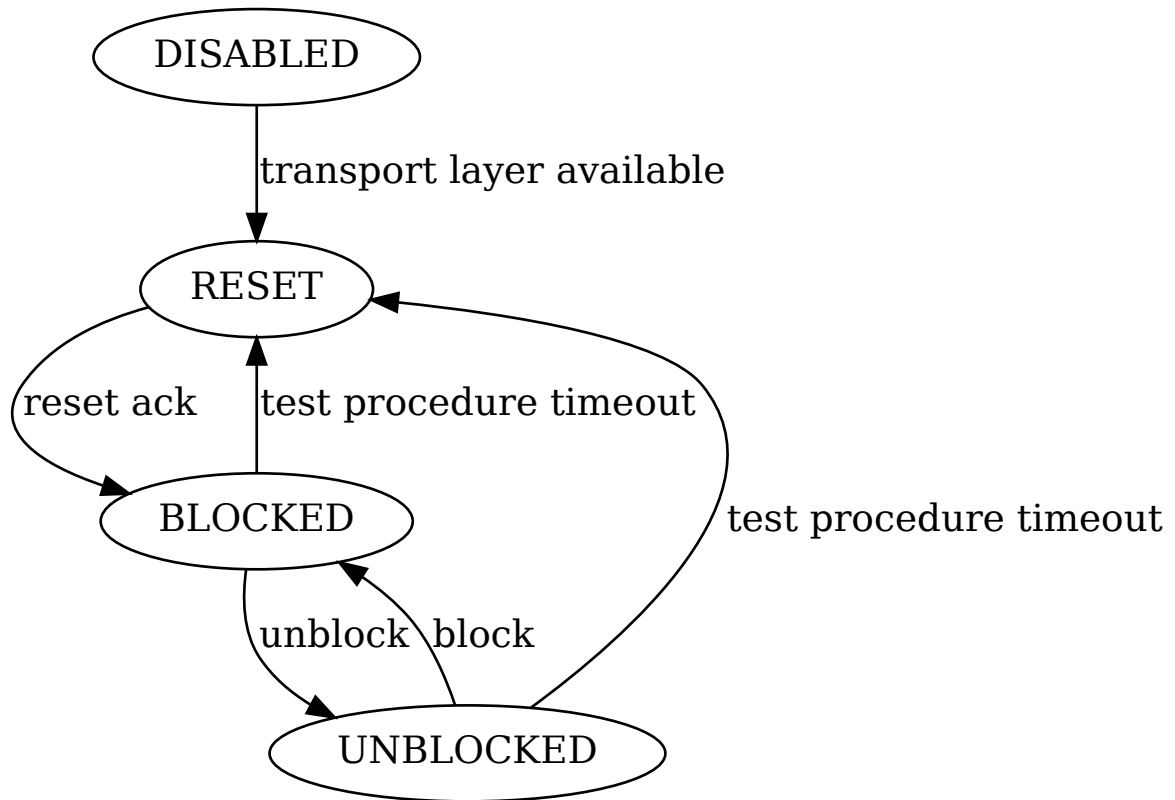 DISABLED
transport layer available
RESET
reset ack
test procedure timeout
BLOCKED
test procedure timeout
unblock
block
UNBLOCKED